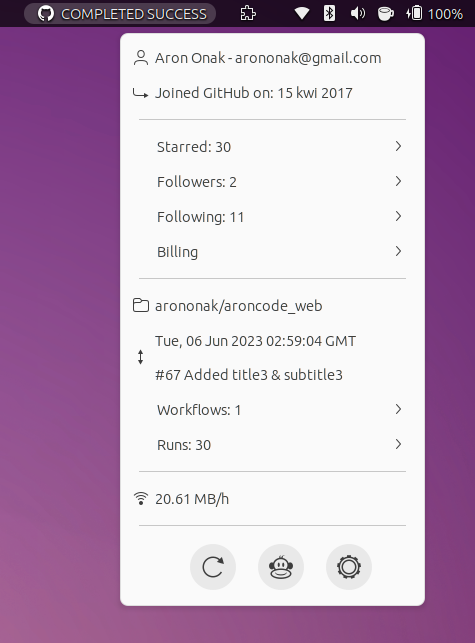 COMPLETED SUCCESS
100%
Aron Onak - arononak@gmail.com
Joined GitHub on: 15 kwi 2017
Starred: 30
Followers: 2
Following: 11
Billing
arononak/aroncode_web
Tue, 06 Jun 2023 02:59:04 GMT
#67 Added title3 & subtitle3
Workflows: 1
Runs: 30
20.61 MB/h